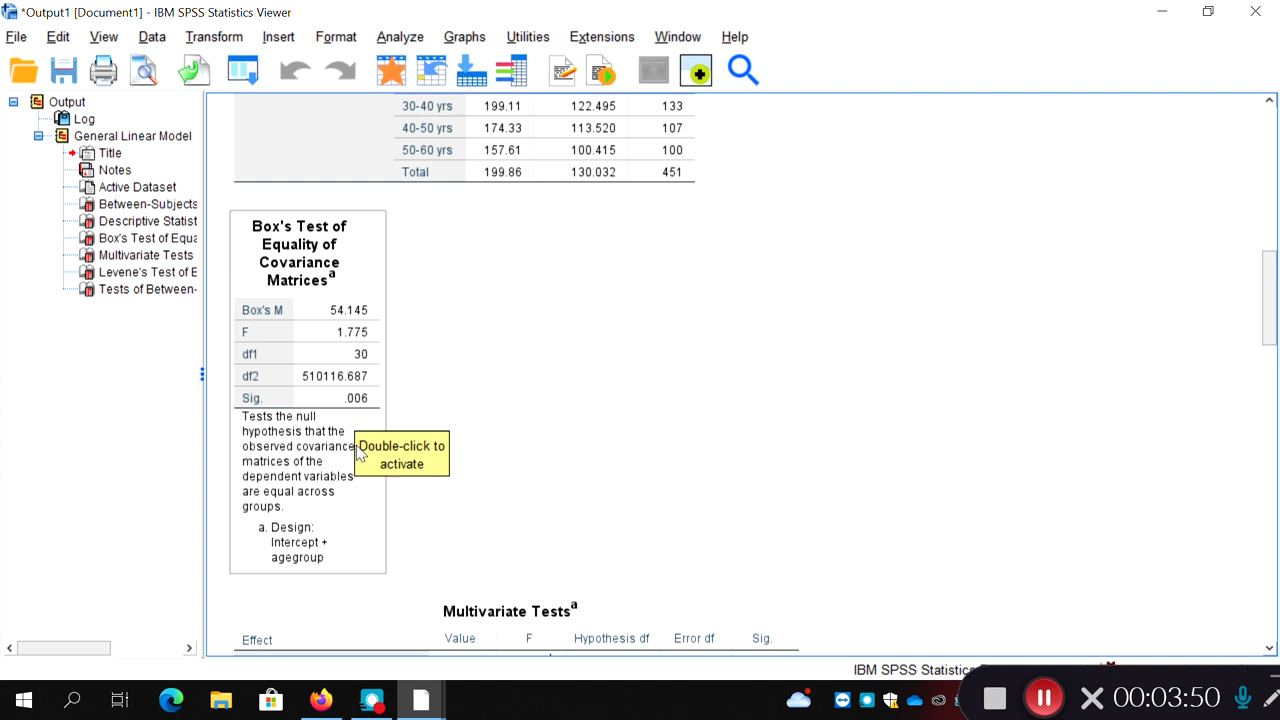 *Output1 [Document1] - IBM SPSS Statistics Viewer
File Edit View Data Transform Insert Format Analyze Graphs Utilities Extensions Window Help
Output
Log
General Linear Model
Title
Notes
Active Dataset
Between-Subjects
Descriptive Statist
Box's Test of Equa
Multivariate Tests
Levene's Test of E
Tests of Between-
30-40 yrs 199.11 122.495 133
40-50 yrs 174.33 113.520 107
50-60 yrs 157.61 100.415 100
Total 199.86 130.032 451
Box's Test of
Equality of
Covariance
Matricesa
Box's M 54.145
F 1.775
df1 30
df2 510116.687
Sig. .006
Tests the null
hypothesis that the
observed covariance
matrices of the
dependent variables
are equal across
groups.
a. Design:
Intercept +
agegroup
Double-click to
activate
Multivariate Testsa
Effect Value F Hypothesis df Error df Sig.
IBM SPSS Statistics
00:03:50